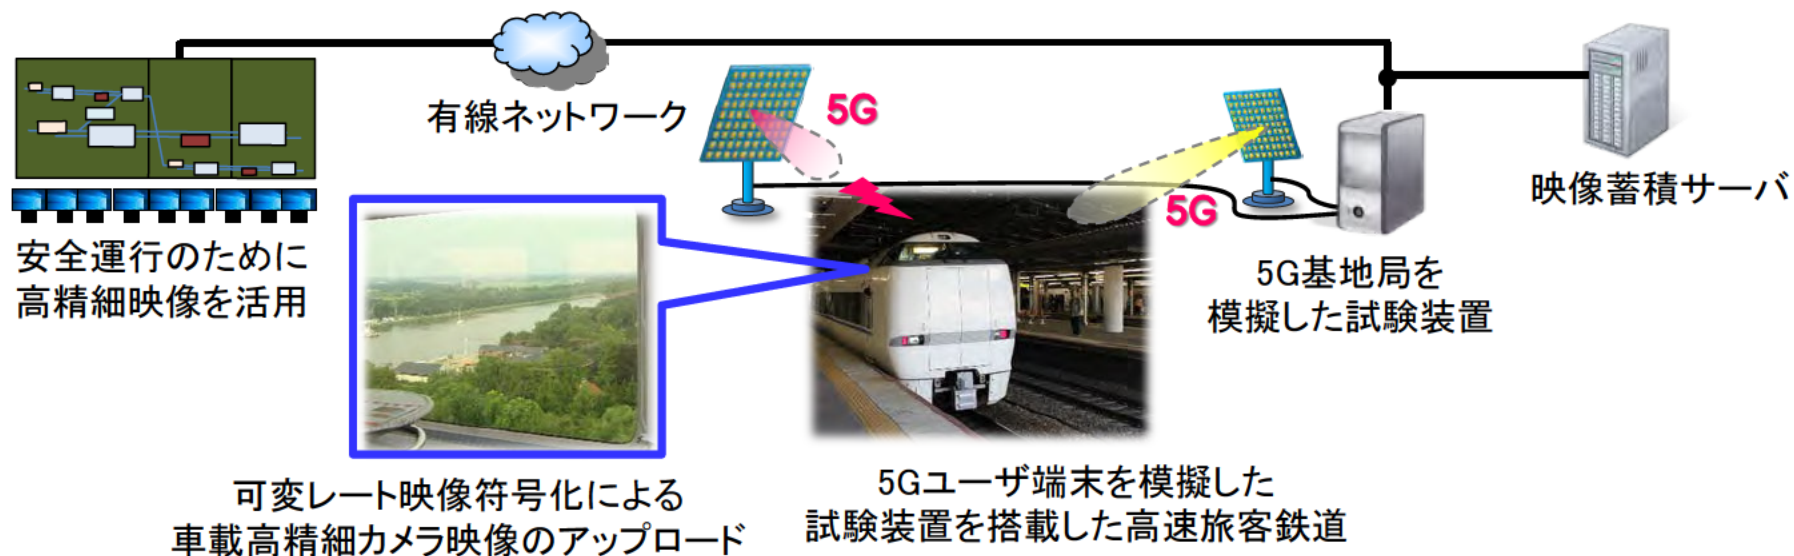 有線ネットワーク
5G
5G
映像蓄積サーバ
安全運行のために
高精細映像を活用
5G基地局を
模擬した試験装置
可変レート映像符号化による
車載高精細カメラ映像のアップロード
5Gユーザ端末を模擬した
試験装置を搭載した高速旅客鉄道